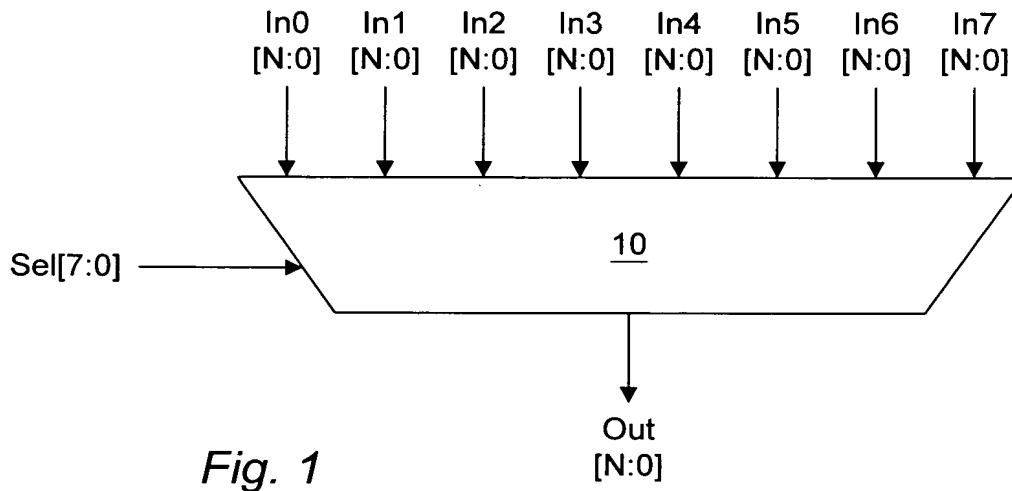 In0 In1 In2 In3 In4 In5 In6 In7
[N:0] [N:0] [N:0] [N:0] [N:0] [N:0] [N:0] [N:0]
10
Sel[7:0]
Out
[N:0]
Fig. 1